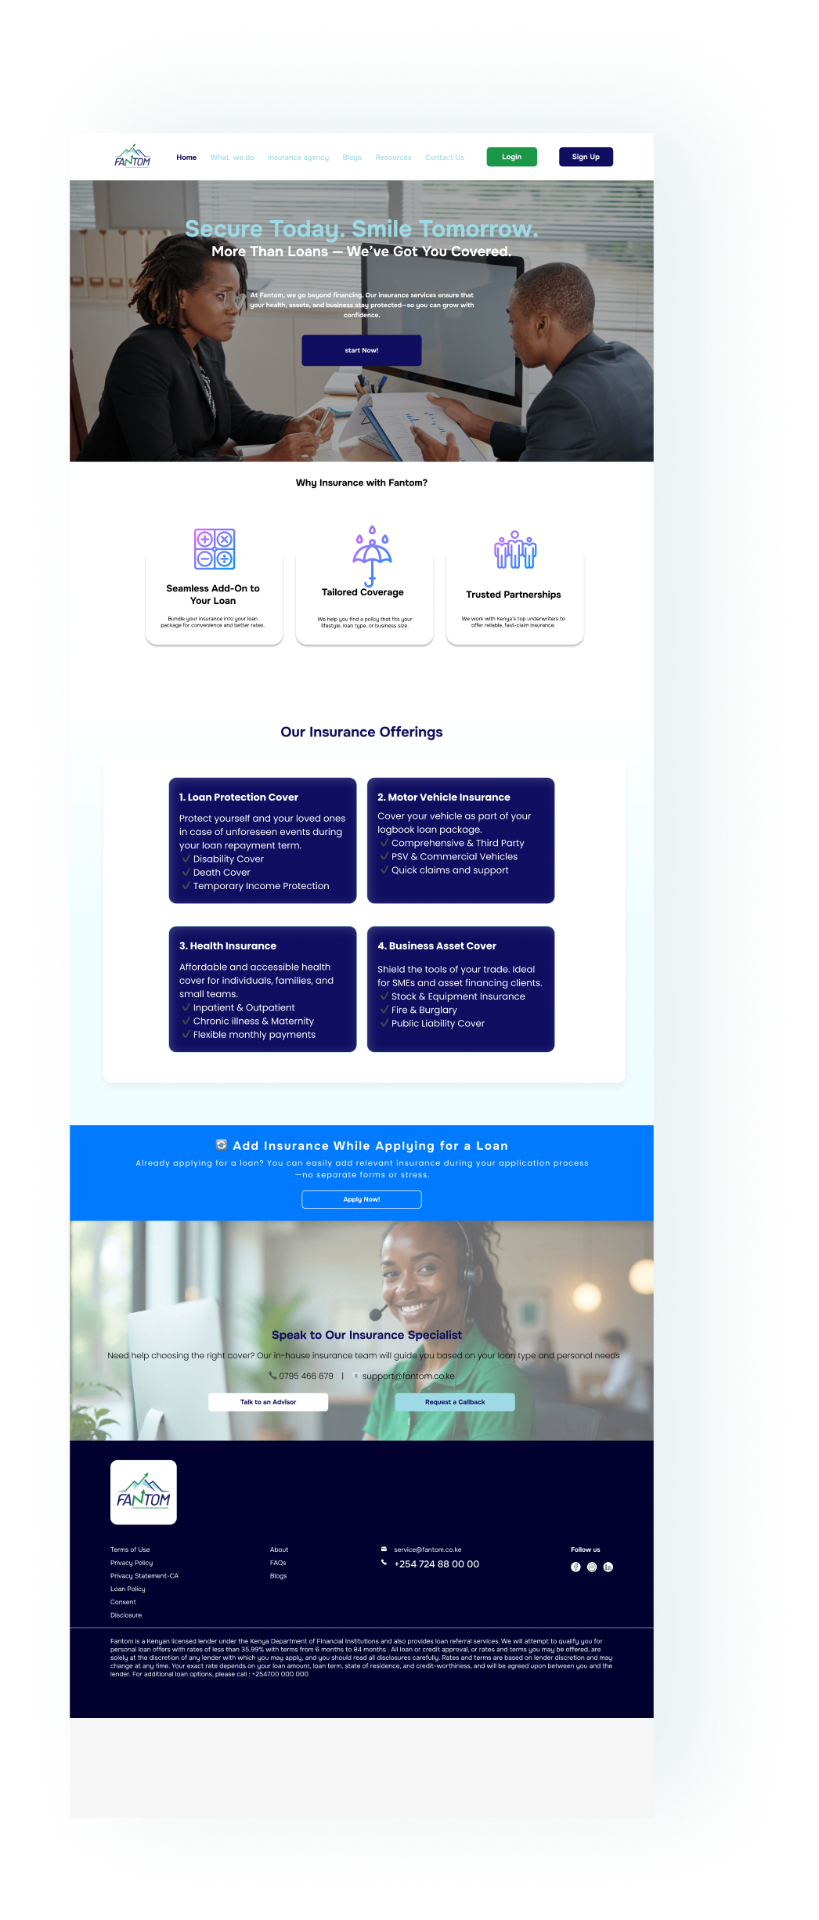 FANTOM
Home
What we do
insurance agency
Blogs
Resources
Contact Us
Login
Sign Up
Secure Today. Smile Tomorrow.
More Than Loans — We've Got You Covered.
At Fantom, we go beyond financing. Our insurance services ensure that
your health, assets, and business stay protected—so you can grow with
confidence.
start Now!
Why Insurance with Fantom?
Seamless Add-On to
Your Loan
Bundle your insurance into your loan
package for convenience and better rates.
Tailored Coverage
We help you find a policy that fits your
lifestyle, loan type, or business size.
Trusted Partnerships
We work with Kenya's top underwriters to
offer reliable, fast-claim insurance.
Our Insurance Offerings
1. Loan Protection Cover
Protect yourself and your loved ones
in case of unforeseen events during
your loan repayment term.
✓ Disability Cover
✓ Death Cover
✓ Temporary Income Protection
2. Motor Vehicle Insurance
Cover your vehicle as part of your
logbook loan package.
✓ Comprehensive & Third Party
✓ PSV & Commercial Vehicles
✓ Quick claims and support
3. Health Insurance
Affordable and accessible health
cover for individuals, families, and
small teams.
✓ Inpatient & Outpatient
✓ Chronic illness & Maternity
✓ Flexible monthly payments
4. Business Asset Cover
Shield the tools of your trade. Ideal
for SMEs and asset financing clients.
✓ Stock & Equipment Insurance
✓ Fire & Burglary
✓ Public Liability Cover
Add Insurance While Applying for a Loan
Already applying for a loan? You can easily add relevant insurance during your application process
—no separate forms or stress.
Apply Now!
Speak to Our Insurance Specialist
Need help choosing the right cover? Our in-house insurance team will guide you based on your loan type and personal needs
0795 466 679 | support@fantom.co.ke
Talk to an Advisor
Request a Callback
FANTOM
Terms of Use
Privacy Policy
Privacy Statement-CA
Loan Policy
Consent
Disclosure
About
FAQs
Blogs
service@fantom.co.ke
+254 724 88 00 00
Follow us
Fantom is a Kenyan licensed lender under the Kenya Department of Financial Institutions and also provides loan referral services. We will attempt to qualify you for
personal loan offers with rates of less than 35.99% with terms from 6 months to 84 months . All loan or credit approval, or rates and terms you may be offered, are
solely at the discretion of any lender with which you may apply, and you should read all disclosures carefully. Rates and terms are based on lender discretion and may
change at any time. Your exact rate depends on your loan amount, loan term, state of residence, and credit-worthiness, and will be agreed upon between you and the
lender. For additional loan options, please call : +254700 000 000